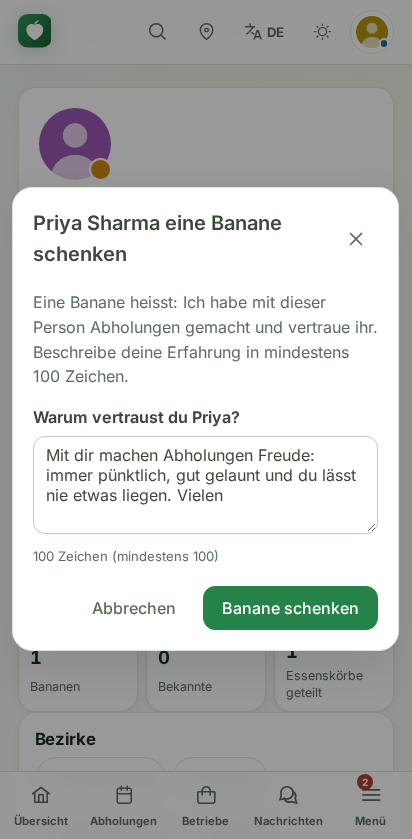 DE
Priya Sharma eine Banane
schenken
Eine Banane heisst: Ich habe mit dieser
Person Abholungen gemacht und vertraue ihr.
Beschreibe deine Erfahrung in mindestens
100 Zeichen.
Warum vertraust du Priya?
Mit dir machen Abholungen Freude:
immer pünktlich, gut gelaunt und du lässt
nie etwas liegen. Vielen
100 Zeichen (mindestens 100)
Abbrechen Banane schenken
1 0 1
Bananen Bekannte Essenskörbe
geteilt
Bezirke
2
Übersicht Abholungen Betriebe Nachrichten Menü